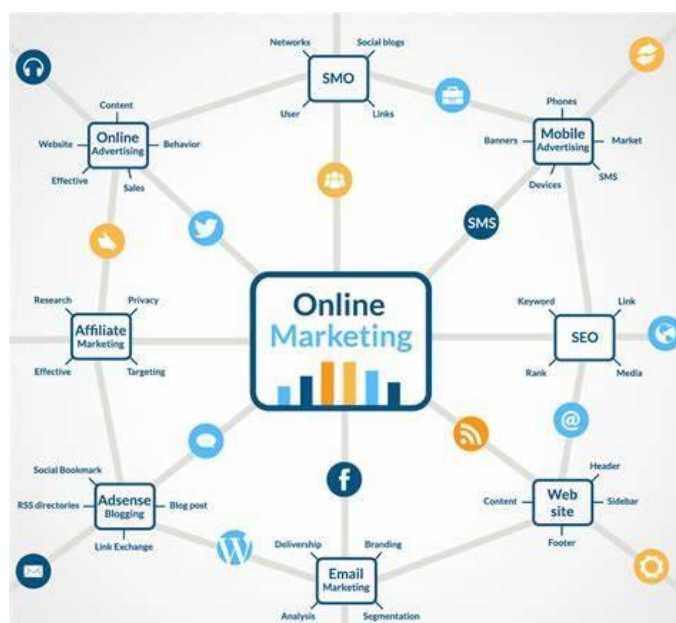 Networks
Social blogs
SMO
User
Links
Content
Website
Online
Advertising
Behavior
Effective
Sales
Phones
Banners
Mobile
Advertising
Market
Devices
SMS
SMS
Online
Marketing
Research
Privacy
Affiliate
Marketing
Effective
Targeting
Keyword
Link
SEO
Rank
Media
@
Social Bookmark
RSS directories
Adsense
Blogging
Blog post
Link Exchange
f
W
Header
Content
Web
site
Sidebar
Footer
Delivership
Branding
Email
Marketing
Analysis
Segmentation